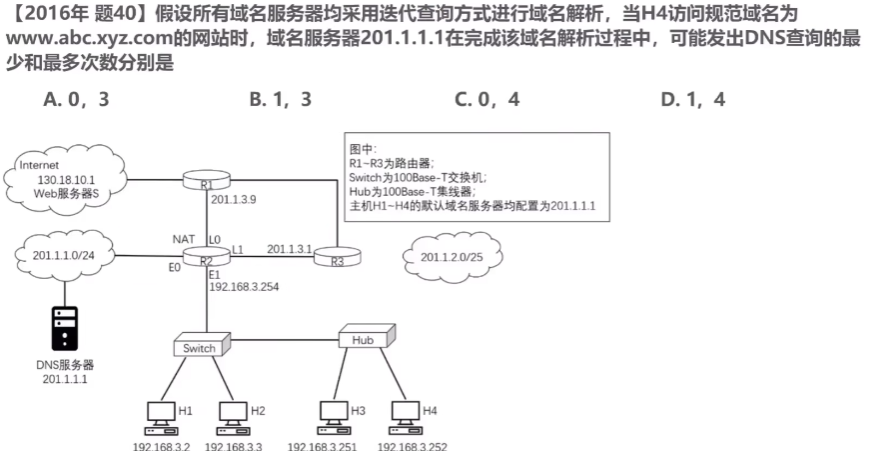 【2016年 题40】假设所有域名服务器均采用迭代查询方式进行域名解析，当H4访问规范域名为
www.abc.xyz.com的网站时，域名服务器201.1.1.1在完成该域名解析过程中，可能发出DNS查询的最
少和最多次数分别是
A. 0，3 B. 1，3 C. 0，4 D. 1，4
Internet
130.18.10.1
Web服务器S
R1
201.1.3.9
图中：
R1~R3为路由器；
Switch为100Base-T交换机；
Hub为100Base-T集线器；
主机H1~H4的默认域名服务器均配置为201.1.1.1
NAT L0
201.1.1.0/24
L1 201.1.3.1
R2
R3
201.1.2.0/25
E0
E1
192.168.3.254
DNS服务器
201.1.1.1
Switch
Hub
H1
H2
H3
H4
192.168.3.2 192.168.3.3 192.168.3.251 192.168.3.252